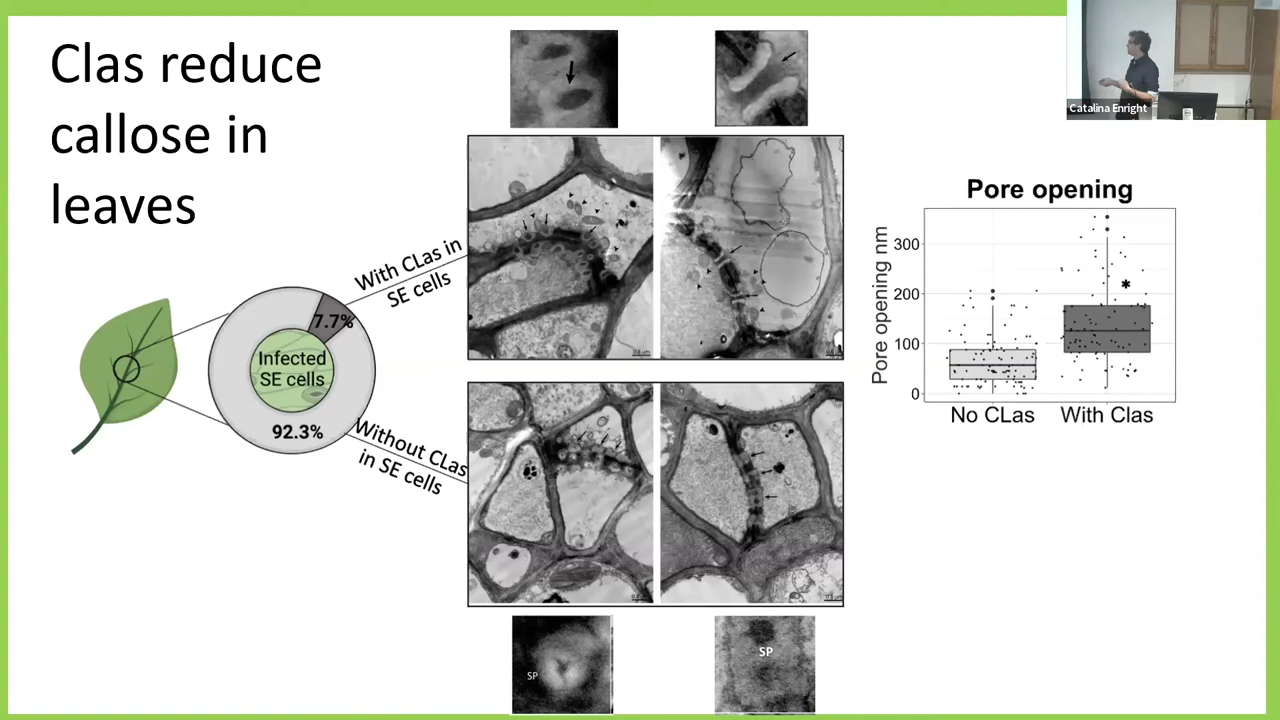 Clas reduce
callose in
leaves
Catalina Enright
With CLas in
SE cells
7.7%
Infected
SE cells
92.3%
Without CLas
in SE cells
SP
SP
Pore opening
Pore opening nm
300
200
100
0
*
No CLas
With Clas